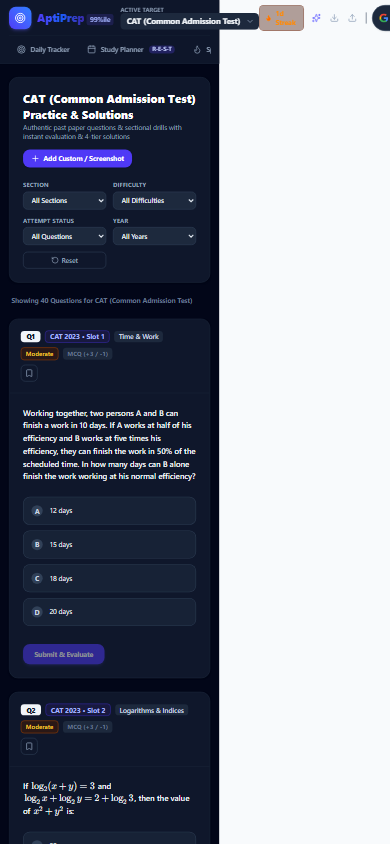 AptiPrep 99%ile
ACTIVE TARGET
CAT (Common Admission Test)
Daily Tracker
Study Planner R-E-S-T
CAT (Common Admission Test)
Practice & Solutions
Authentic past paper questions & sectional drills with
instant evaluation & 4-tier solutions
Add Custom / Screenshot
SECTION DIFFICULTY
All Sections All Difficulties
ATTEMPT STATUS YEAR
All Questions All Years
Reset
Showing 40 Questions for CAT (Common Admission Test)
Q1 CAT 2023 • Slot 1 Time & Work
Moderate MCQ (+3 / -1)
Working together, two persons A and B can
finish a work in 10 days. If A works at half of his
efficiency and B works at five times his
efficiency, they can finish the work in 50% of the
scheduled time. In how many days can B alone
finish the work working at his normal efficiency?
A 12 days
B 15 days
C 18 days
D 20 days
Submit & Evaluate
Q2 CAT 2023 • Slot 2 Logarithms & Indices
Moderate MCQ (+3 / -1)
If log₂(x + y) = 3 and
log₂ x + log₂ y = 2 + log₂ 3, then the value
of x² + y² is: